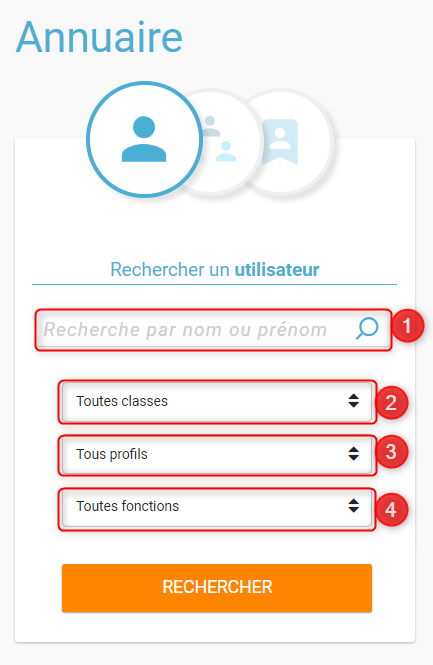 Annuaire
Rechercher un utilisateur
Recherche par nom ou prénom
1
Toutes classes
2
Tous profils
3
Toutes fonctions
4
RECHERCHER